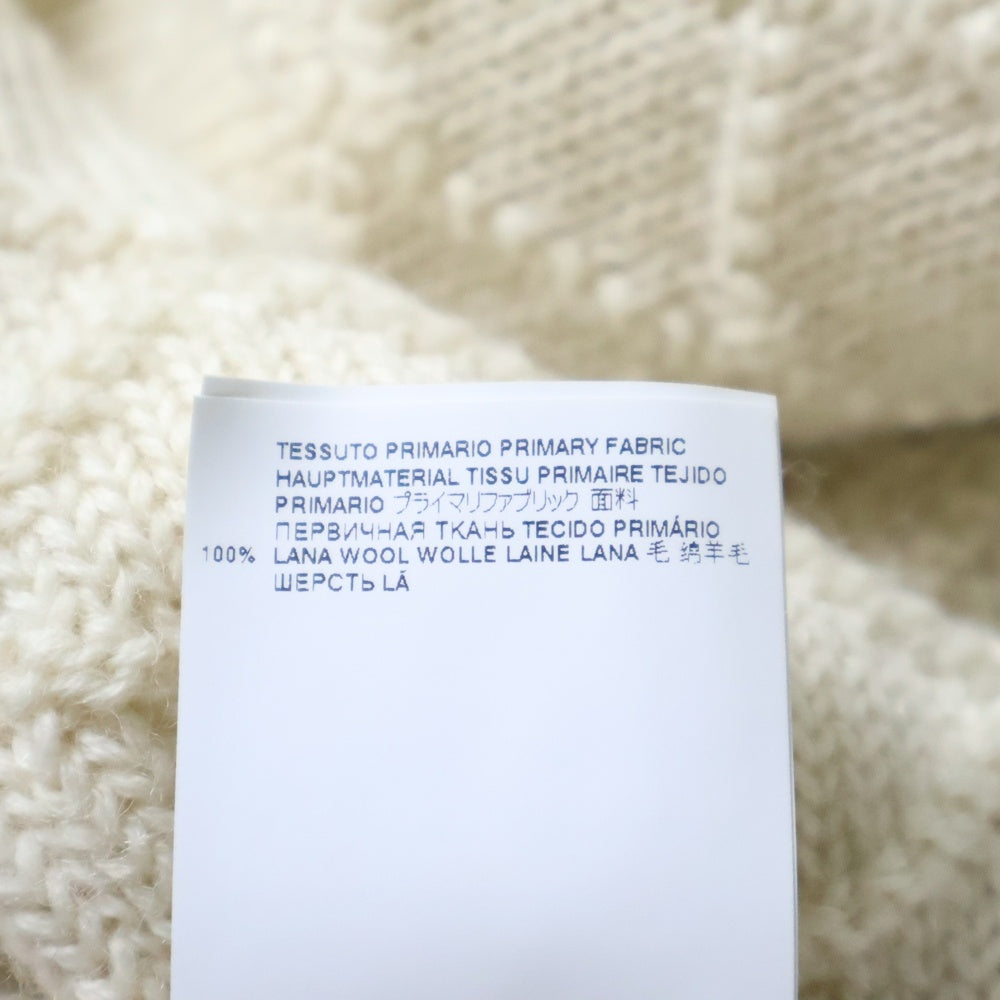 TESSUTO PRIMARIO PRIMARY FABRIC
HAUPTMATERIAL TISSU PRIMAIRE TEJIDO
PRIMARIO プライマリファブリック 面料
ПЕРВИЧНАЯ ТКАНЬ TECIDO PRIMÁRIO
100% LANA WOOL WOLLE LAINE LANA 毛 绵羊毛
ШЕРСТЬ LÃ